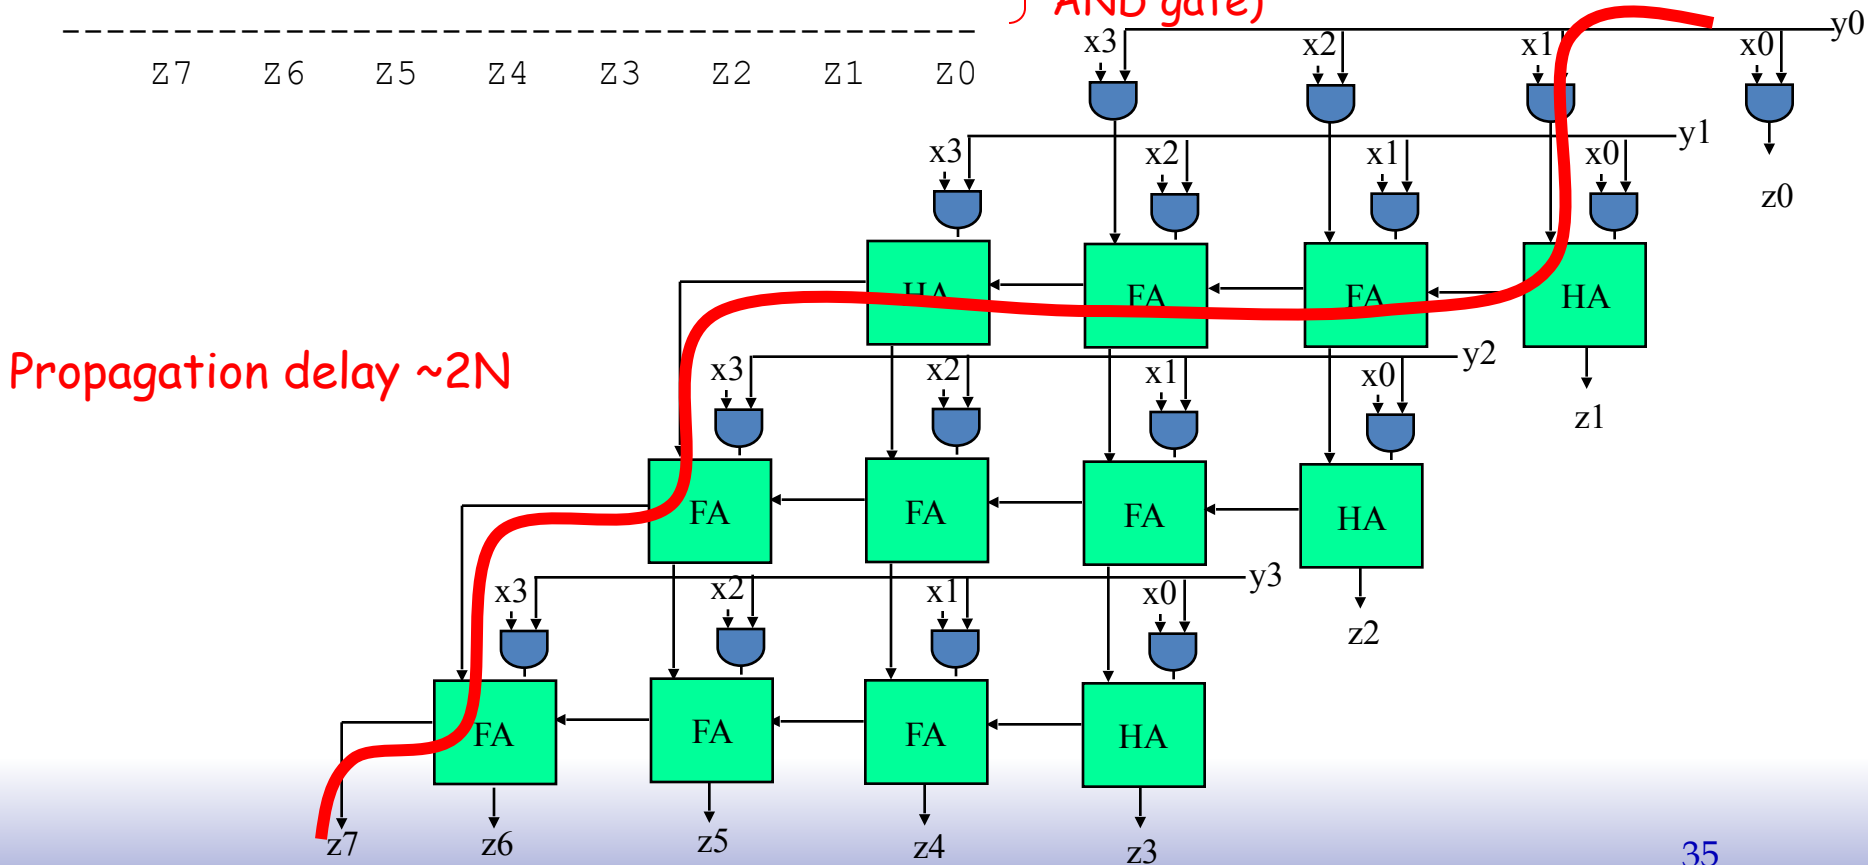 AND gate)
Z7 Z6 Z5 Z4 Z3 Z2 Z1 Z0
y0
x3 x2 x1 x0
y1
x3 x2 x1 x0
z0
HA FA FA HA
Propagation delay ~2N
y2
x3 x2 x1 x0
z1
FA FA FA HA
y3
x3 x2 x1 x0
z2
FA FA FA HA
z7 z6 z5 z4 z3
35